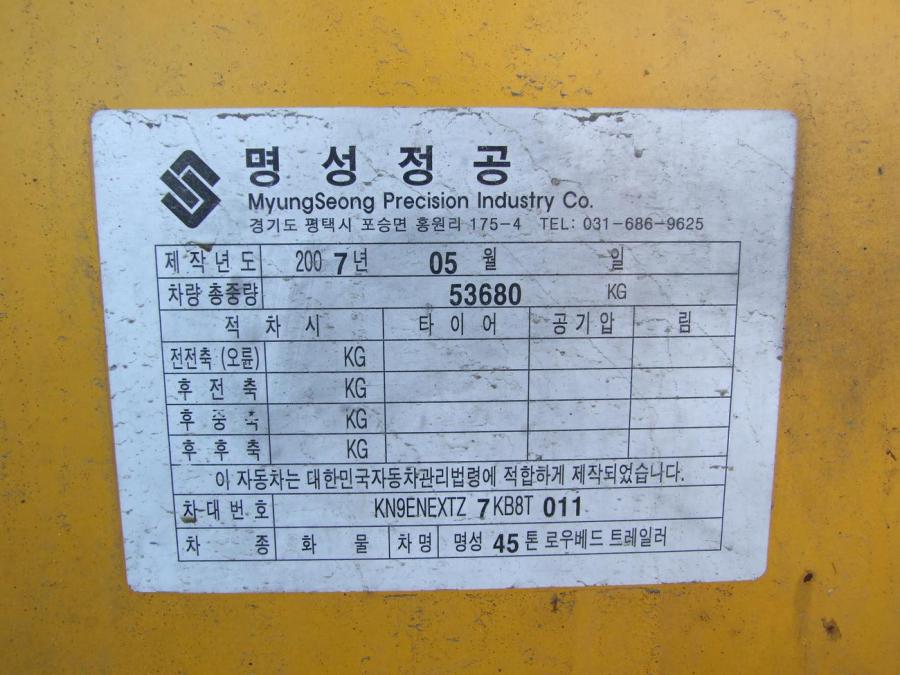 명성정공
MyungSeong Precision Industry Co.
경기도 평택시 포승면 홍원리 175-4 TEL: 031-686-9625
제작년도 2007년 05월 일
차량 총중량 53680 KG
적차시 타이어 공기압 림
전전축 (오륜) KG
후전축 KG
후중축 KG
후후축 KG
이 자동차는 대한민국자동차관리법령에 적합하게 제작되었습니다.
차대번호 KN9ENEXTZ 7 KB8T 011
차종 화물 차명 명성 45 톤 로우베드 트레일러